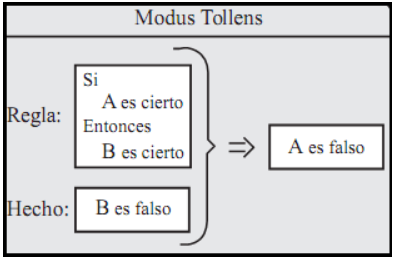 Modus Tollens
Regla:
Si
A es cierto
Entonces
B es cierto
Hecho:
B es falso
⇒
A es falso